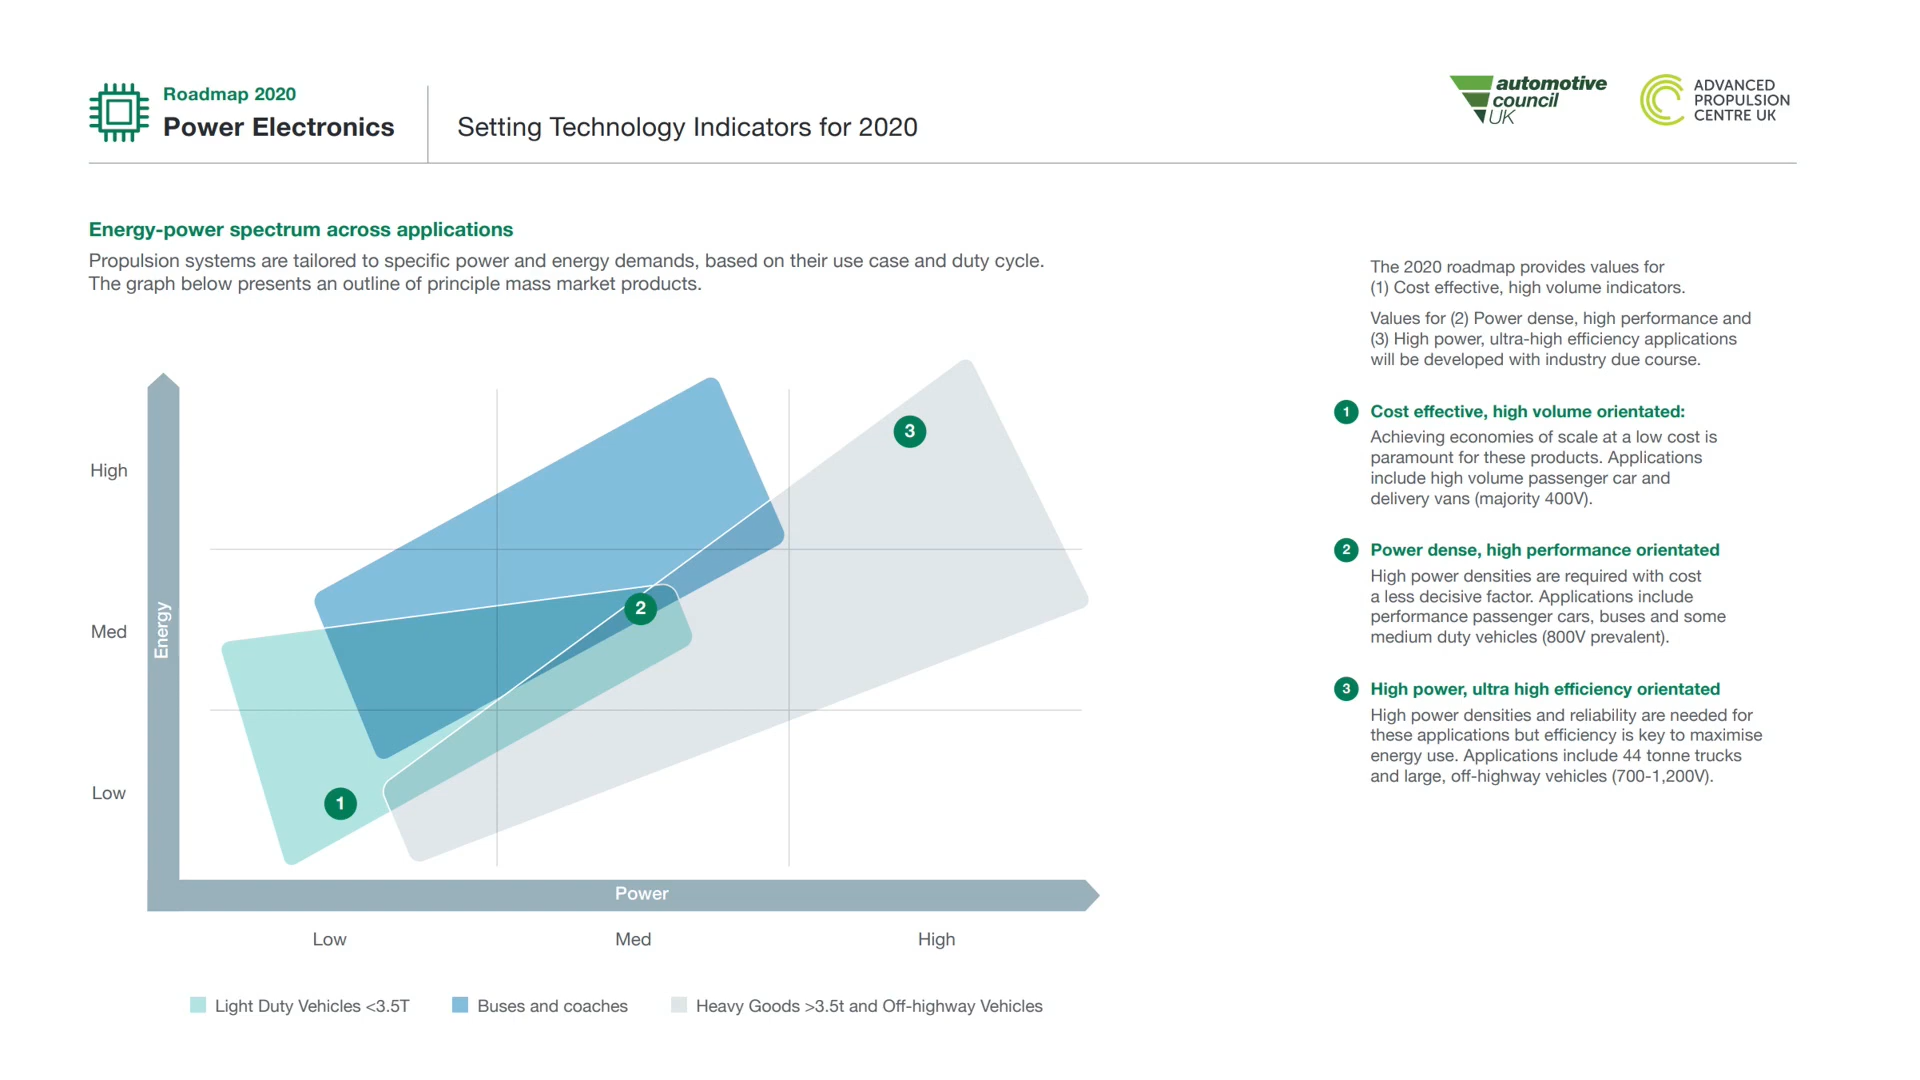 Roadmap 2020
Power Electronics
Setting Technology Indicators for 2020
automotive
council
UK
ADVANCED
PROPULSION
CENTRE UK
Energy-power spectrum across applications
Propulsion systems are tailored to specific power and energy demands, based on their use case and duty cycle.
The graph below presents an outline of principle mass market products.
High
Med
Low
Energy
1
2
3
Power
Low
Med
High
Light Duty Vehicles <3.5T
Buses and coaches
Heavy Goods >3.5t and Off-highway Vehicles
The 2020 roadmap provides values for
(1) Cost effective, high volume indicators.
Values for (2) Power dense, high performance and
(3) High power, ultra-high efficiency applications
will be developed with industry due course.
1 Cost effective, high volume orientated:
Achieving economies of scale at a low cost is
paramount for these products. Applications
include high volume passenger car and
delivery vans (majority 400V).
2 Power dense, high performance orientated
High power densities are required with cost
a less decisive factor. Applications include
performance passenger cars, buses and some
medium duty vehicles (800V prevalent).
3 High power, ultra high efficiency orientated
High power densities and reliability are needed for
these applications but efficiency is key to maximise
energy use. Applications include 44 tonne trucks
and large, off-highway vehicles (700-1,200V).